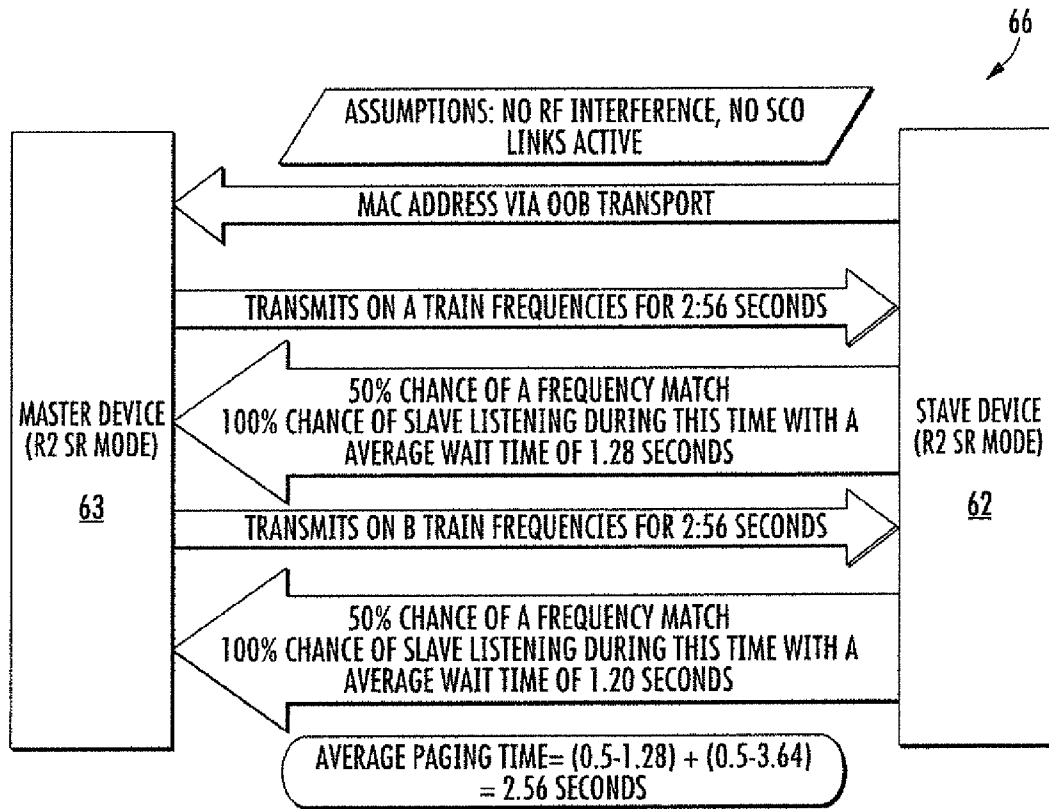 66
ASSUMPTIONS: NO RF INTERFERENCE, NO SCO
LINKS ACTIVE
MAC ADDRESS VIA OOB TRANSPORT
TRANSMITS ON A TRAIN FREQUENCIES FOR 2:56 SECONDS
50% CHANCE OF A FREQUENCY MATCH
100% CHANCE OF SLAVE LISTENING DURING THIS TIME WITH A
AVERAGE WAIT TIME OF 1.28 SECONDS
MASTER DEVICE
(R2 SR MODE)
63
STAVE DEVICE
(R2 SR MODE)
62
TRANSMITS ON B TRAIN FREQUENCIES FOR 2:56 SECONDS
50% CHANCE OF A FREQUENCY MATCH
100% CHANCE OF SLAVE LISTENING DURING THIS TIME WITH A
AVERAGE WAIT TIME OF 1.20 SECONDS
AVERAGE PAGING TIME= (0.5-1.28) + (0.5-3.64)
= 2.56 SECONDS